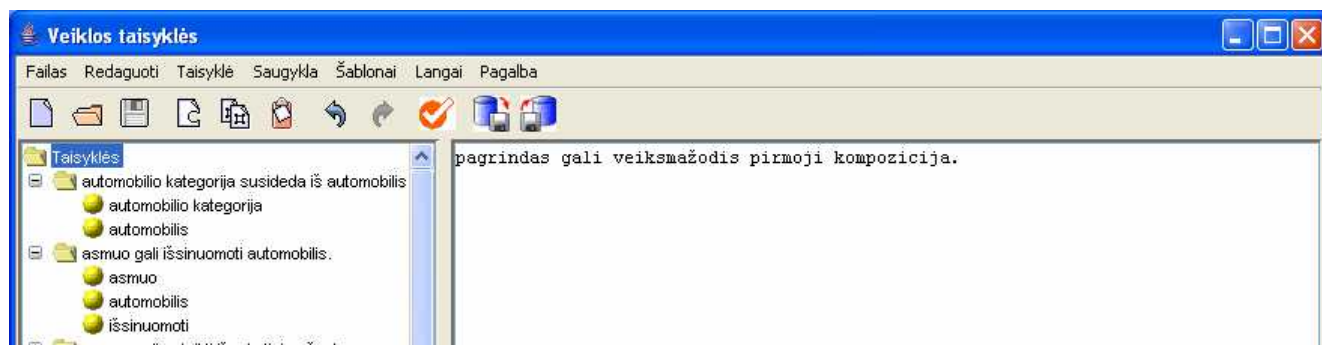 Veiklos taisyklės
Failas Redaguoti Taisyklė Saugykla Šablonai Langai Pagalba
Taisyklės
automobilio kategorija susideda iš automobilis
automobilio kategorija
automobilis
asmuo gali išsinuomoti automobilis.
asmuo
automobilis
išsinuomoti
pagrindas gali veiksmažodis pirmoji kompozicija.